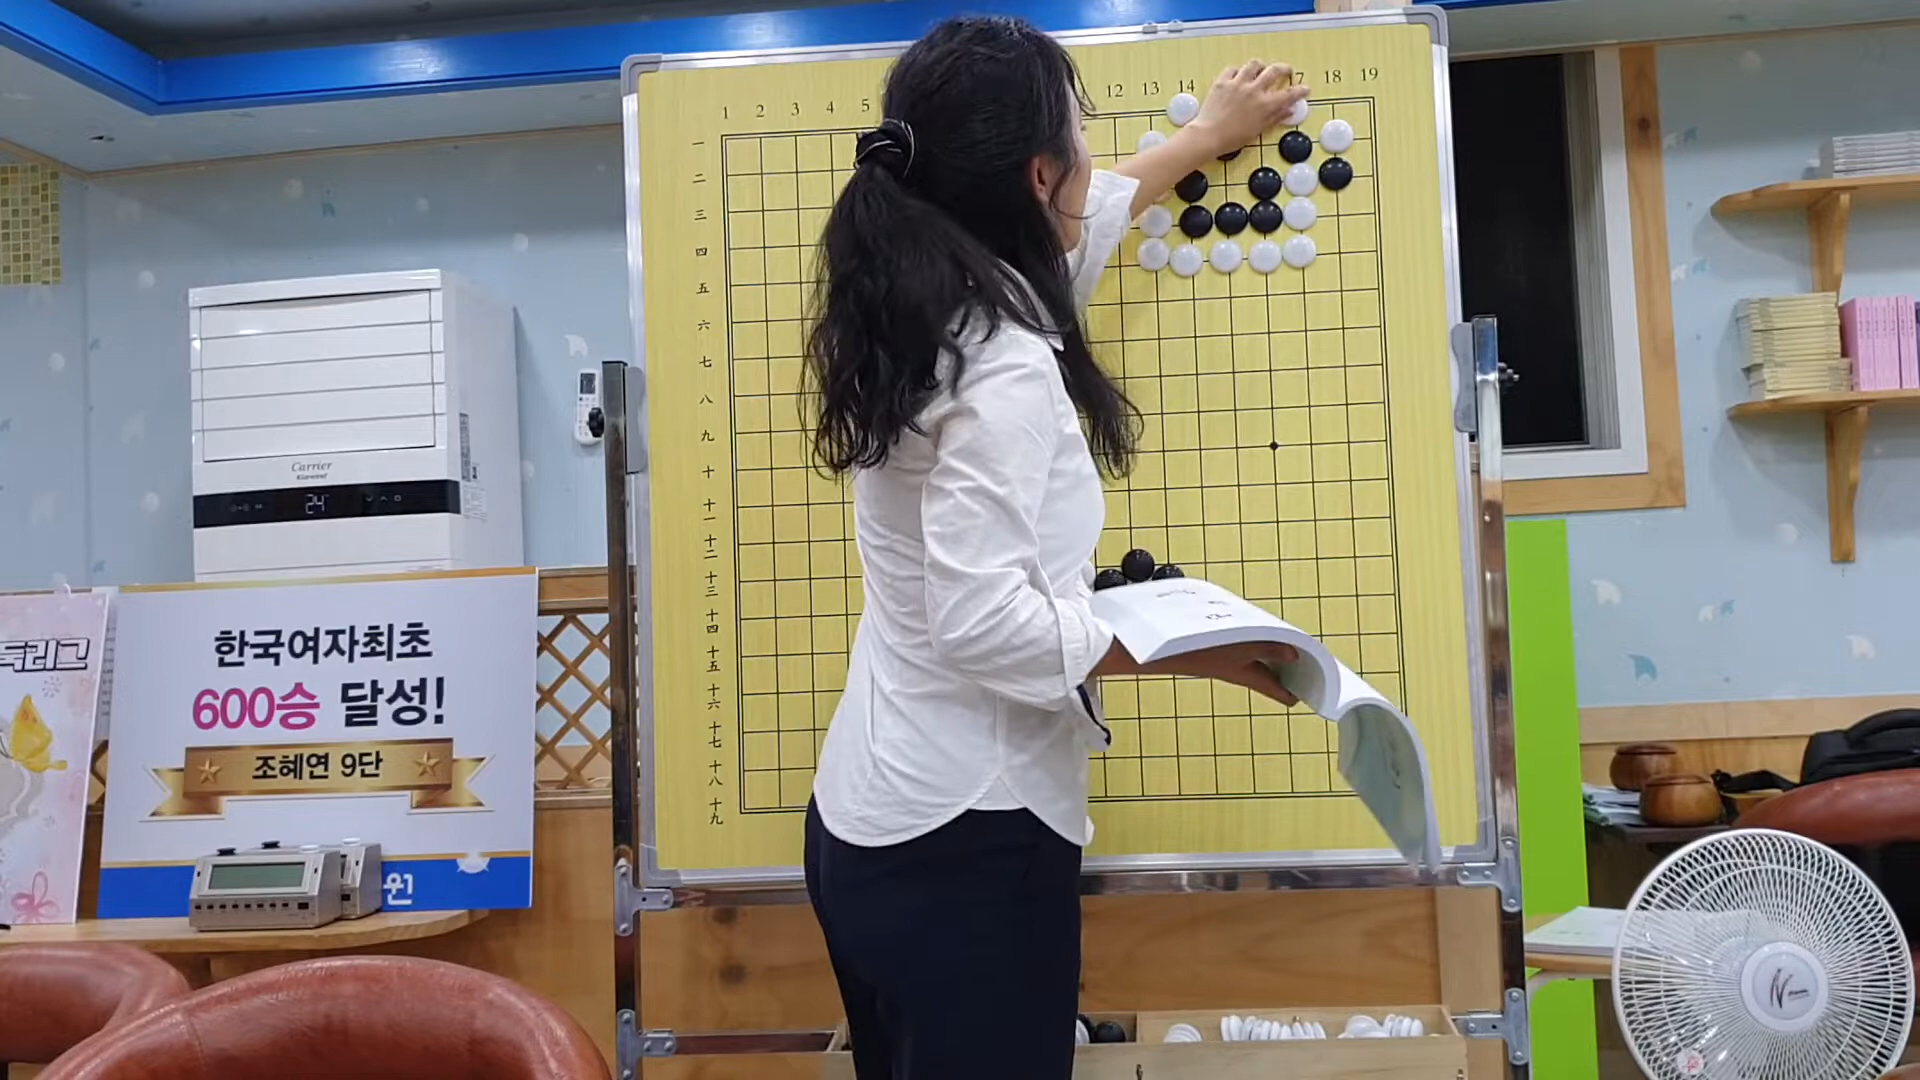 1 2 3 4 5 12 13 14 17 18 19
一
二
三
四
五
六
七
八
九
十
十一
十二
十三
十四
十五
十六
十七
十八
十九
Carrier
24
리그
한국여자최초
600승 달성!
조혜연 9단
원